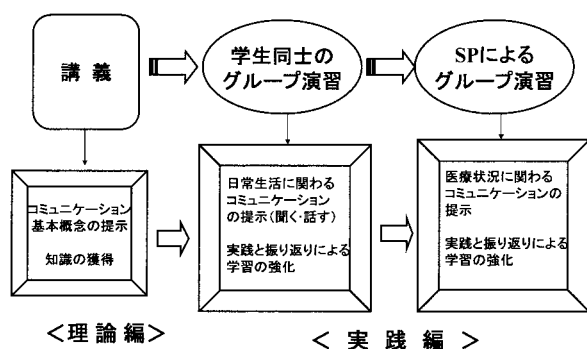 講義
学生同士の
グループ演習
SPによる
グループ演習
コミュニケーション
基本概念の提示
知識の獲得
日常生活に関わる
コミュニケーション
の提示（聞く・話す）
実践と振り返りによる
学習の強化
医療状況に関わる
コミュニケーションの
提示
実践と振り返りによる
学習の強化
＜理論編＞
＜実践編＞